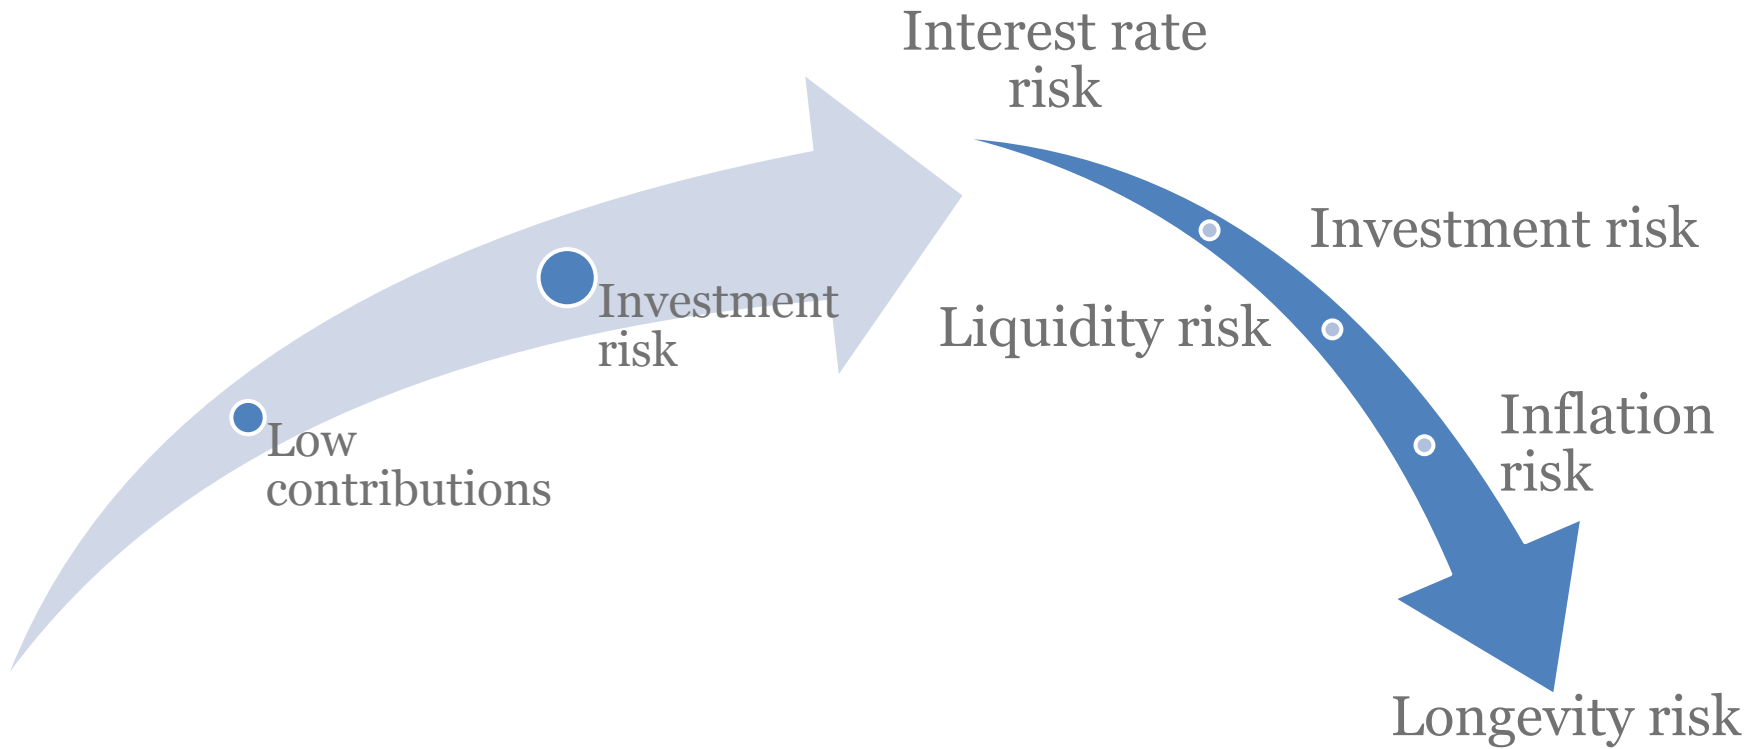 Interest rate
risk
Investment risk
Investment
risk
Liquidity risk
Low
contributions
Inflation
risk
Longevity risk